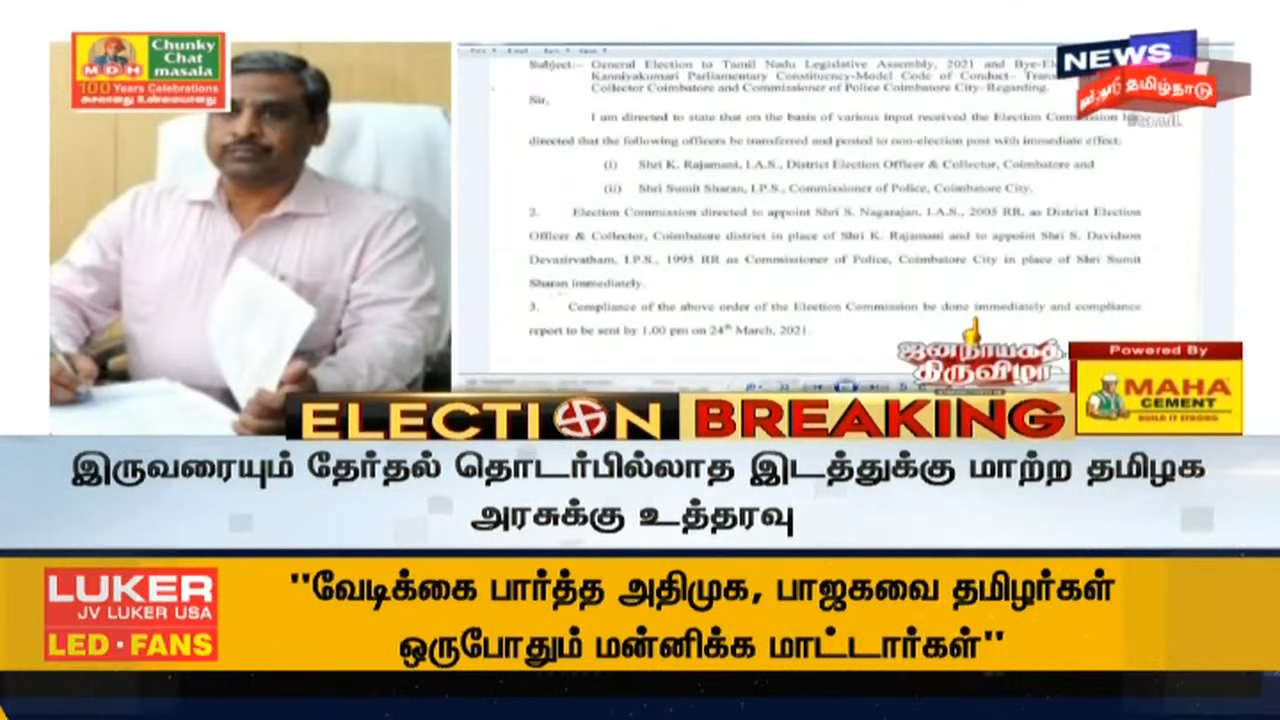 MDH
Chunky
Chat
masala
100 Years Celebrations
அசலானது உண்மையானது
Subject:- General Election to Tamil Nadu Legislative Assembly, 2021 and Bye-Ele
Kanniyakumari Parliamentary Constituency-Model Code of Conduct- Trans
Collector Coimbatore and Commissioner of Police Coimbatore City-Regarding.
Sir,
I am directed to state that on the basis of various input received the Election Commission
directed that the following officers be transferred and posted to non-election post with immediate effect:
(i) Shri K. Rajamani, I.A.S., District Election Officer & Collector, Coimbatore and
(ii) Shri Sumit Sharan, I.P.S., Commissioner of Police, Coimbatore City.
2. Election Commission directed to appoint Shri S. Nagarajan, I.A.S., 2005 RR, as District Election
Officer & Collector, Coimbatore district in place of Shri K. Rajamani and to appoint Shri S. Davidson
Devasirvatham, I.P.S., 1995 RR as Commissioner of Police, Coimbatore City in place of Shri Sumit
Sharan immediately.
3. Compliance of the above order of the Election Commission be done immediately and compliance
report to be sent by 1.00 pm on 24th March, 2021.
NEWS
தமிழ்நாடு
ஜனநாயகத்
திருவிழா
Powered By
MAHA
CEMENT
BUILD IT STRONG
ELECTION BREAKING
இருவரையும் தேர்தல் தொடர்பில்லாத இடத்துக்கு மாற்ற தமிழக
அரசுக்கு உத்தரவு
LUKER
JV LUKER USA
LED · FANS
"வேடிக்கை பார்த்த அதிமுக, பாஜகவை தமிழர்கள்
ஒருபோதும் மன்னிக்க மாட்டார்கள்"